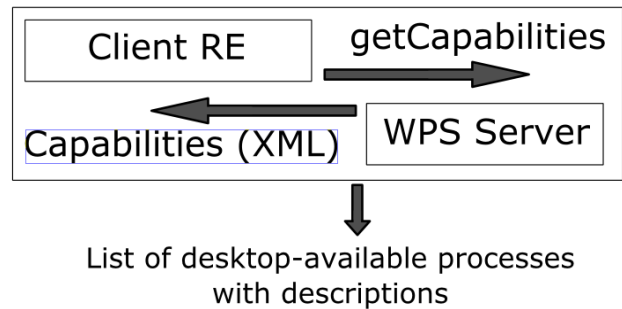 Client RE
getCapabilities
Capabilities (XML)
WPS Server
List of desktop-available processes
with descriptions